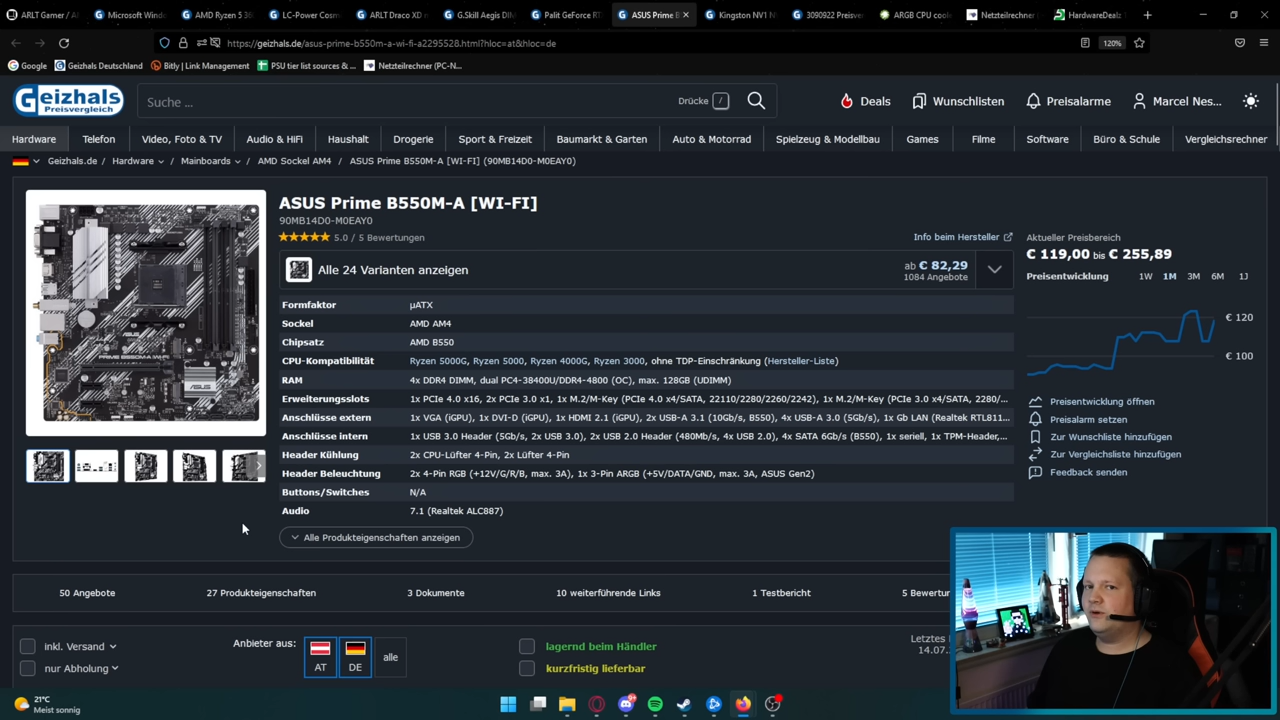 ARLT Gamer / A
Microsoft Windo
AMD Ryzen 5 36
LC-Power Cosm
ARLT Draco XD m
G.Skill Aegis DIM
Palit GeForce RT
ASUS Prime B
Kingston NV1 N
3090922 Preisver
ARGB CPU cool
Netzteilrechner (
HardwareDealz
https://geizhals.de/asus-prime-b550m-a-wi-fi-a2295528.html?hloc=at&hloc=de
120%
Google
Geizhals Deutschland
Bitly | Link Management
PSU tier list sources & ...
Netzteilrechner (PC-N...
Geizhals
Preisvergleich
Suche ...
Drücke /
Deals
Wunschlisten
Preisalarme
Marcel Nes...
Hardware
Telefon
Video, Foto & TV
Audio & HiFi
Haushalt
Drogerie
Sport & Freizeit
Baumarkt & Garten
Auto & Motorrad
Spielzeug & Modellbau
Games
Filme
Software
Büro & Schule
Vergleichsrechner
Geizhals.de / Hardware / Mainboards / AMD Sockel AM4 / ASUS Prime B550M-A [WI-FI] (90MB14D0-M0EAY0)
ASUS Prime B550M-A [WI-FI]
90MB14D0-M0EAY0
5.0 / 5 Bewertungen
Info beim Hersteller
Alle 24 Varianten anzeigen
ab € 82,29
1084 Angebote
Formfaktor µATX
Sockel AMD AM4
Chipsatz AMD B550
CPU-Kompatibilität Ryzen 5000G, Ryzen 5000, Ryzen 4000G, Ryzen 3000, ohne TDP-Einschränkung (Hersteller-Liste)
RAM 4x DDR4 DIMM, dual PC4-38400U/DDR4-4800 (OC), max. 128GB (UDIMM)
Erweiterungsslots 1x PCIe 4.0 x16, 2x PCIe 3.0 x1, 1x M.2/M-Key (PCIe 4.0 x4/SATA, 22110/2280/2260/2242), 1x M.2/M-Key (PCIe 3.0 x4/SATA, 2280/...
Anschlüsse extern 1x VGA (iGPU), 1x DVI-D (iGPU), 1x HDMI 2.1 (iGPU), 2x USB-A 3.1 (10Gb/s, B550), 4x USB-A 3.0 (5Gb/s), 1x Gb LAN (Realtek RTL811...
Anschlüsse intern 1x USB 3.0 Header (5Gb/s, 2x USB 3.0), 2x USB 2.0 Header (480Mb/s, 4x USB 2.0), 4x SATA 6Gb/s (B550), 1x seriell, 1x TPM-Header,...
Header Kühlung 2x CPU-Lüfter 4-Pin, 2x Lüfter 4-Pin
Header Beleuchtung 2x 4-Pin RGB (+12V/G/R/B, max. 3A), 1x 3-Pin ARGB (+5V/DATA/GND, max. 3A, ASUS Gen2)
Buttons/Switches N/A
Audio 7.1 (Realtek ALC887)
Alle Produkteigenschaften anzeigen
Aktueller Preisbereich
€ 119,00 bis € 255,89
Preisentwicklung 1W 1M 3M 6M 1J
€ 120
€ 100
Preisentwicklung öffnen
Preisalarm setzen
Zur Wunschliste hinzufügen
Zur Vergleichsliste hinzufügen
Feedback senden
50 Angebote
27 Produkteigenschaften
3 Dokumente
10 weiterführende Links
1 Testbericht
5 Bewertun
inkl. Versand
nur Abholung
Anbieter aus:
AT
DE
alle
lagernd beim Händler
kurzfristig lieferbar
Letztes
14.07.
21°C
Meist sonnig